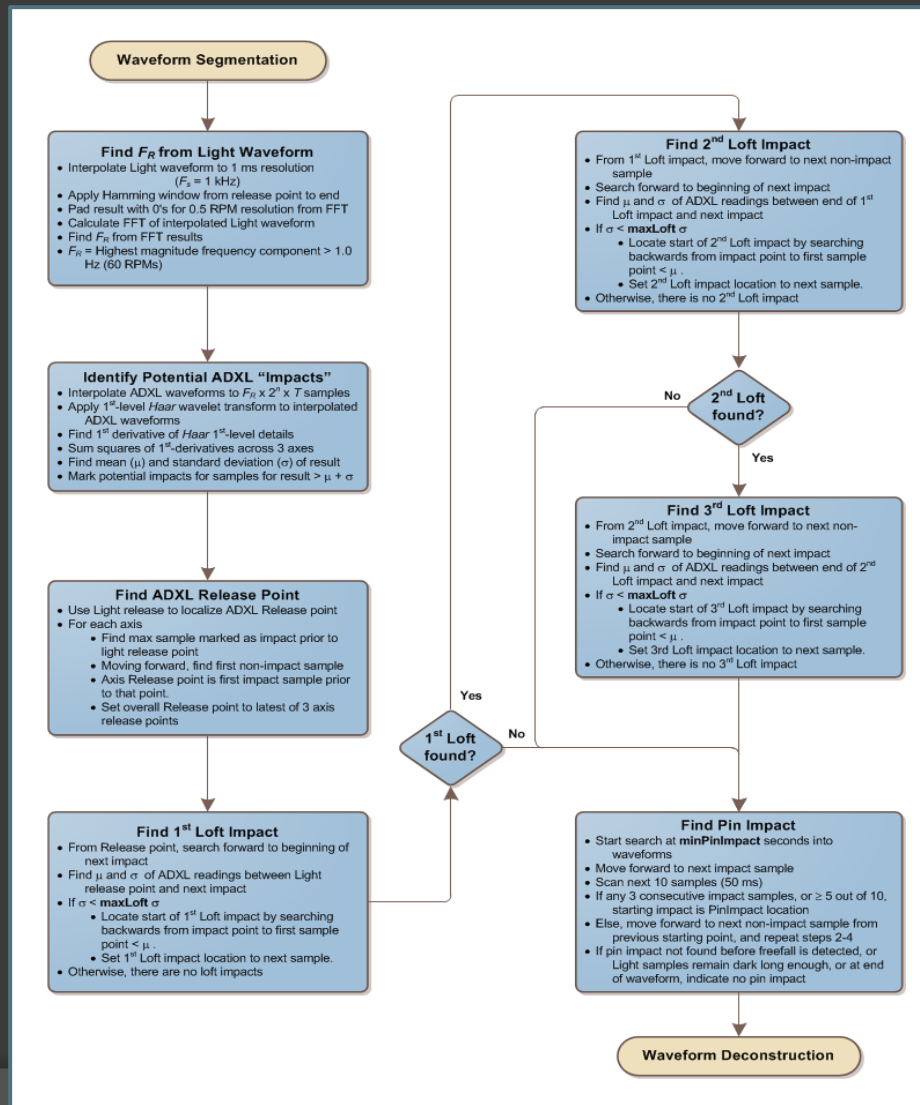 Waveform Segmentation
Find F_R from Light Waveform
• Interpolate Light waveform to 1 ms resolution
(F_s = 1 kHz)
• Apply Hamming window from release point to end
• Pad result with 0's for 0.5 RPM resolution from FFT
• Calculate FFT of interpolated Light waveform
• Find F_R from FFT results
• F_R = Highest magnitude frequency component > 1.0
Hz (60 RPMs)
Identify Potential ADXL “Impacts”
• Interpolate ADXL waveforms to F_R x 2ⁿ x T samples
• Apply 1st-level Haar wavelet transform to interpolated
ADXL waveforms
• Find 1st derivative of Haar 1st-level details
• Sum squares of 1st-derivatives across 3 axes
• Find mean (μ) and standard deviation (σ) of result
• Mark potential impacts for samples for result > μ + σ
Find ADXL Release Point
• Use Light release to localize ADXL Release point
• For each axis
• Find max sample marked as impact prior to
light release point
• Moving forward, find first non-impact sample
• Axis Release point is first impact sample prior
to that point.
• Set overall Release point to latest of 3 axis
release points
Find 1st Loft Impact
• From Release point, search forward to beginning of
next impact
• Find μ and σ of ADXL readings between Light
release point and next impact
• If σ < maxLoft σ
• Locate start of 1st Loft impact by searching
backwards from impact point to first sample
point < μ .
• Set 1st Loft impact location to next sample.
• Otherwise, there are no loft impacts
1st Loft
found?
Yes
No
Find 2nd Loft Impact
• From 1st Loft impact, move forward to next non-impact
sample
• Search forward to beginning of next impact
• Find μ and σ of ADXL readings between end of 1st
Loft impact and next impact
• If σ < maxLoft σ
• Locate start of 2nd Loft impact by searching
backwards from impact point to first sample
point < μ .
• Set 2nd Loft impact location to next sample.
• Otherwise, there is no 2nd Loft impact
2nd Loft
found?
No
Yes
Find 3rd Loft Impact
• From 2nd Loft impact, move forward to next non-
impact sample
• Search forward to beginning of next impact
• Find μ and σ of ADXL readings between end of 2nd
Loft impact and next impact
• If σ < maxLoft σ
• Locate start of 3rd Loft impact by searching
backwards from impact point to first sample
point < μ .
• Set 3rd Loft impact location to next sample.
• Otherwise, there is no 3rd Loft impact
Find Pin Impact
• Start search at minPinImpact seconds into
waveforms
• Move forward to next impact sample
• Scan next 10 samples (50 ms)
• If any 3 consecutive impact samples, or ≥ 5 out of 10,
starting impact is PinImpact location
• Else, move forward to next non-impact sample from
previous starting point, and repeat steps 2-4
• If pin impact not found before freefall is detected, or
Light samples remain dark long enough, or at end
of waveform, indicate no pin impact
Waveform Deconstruction